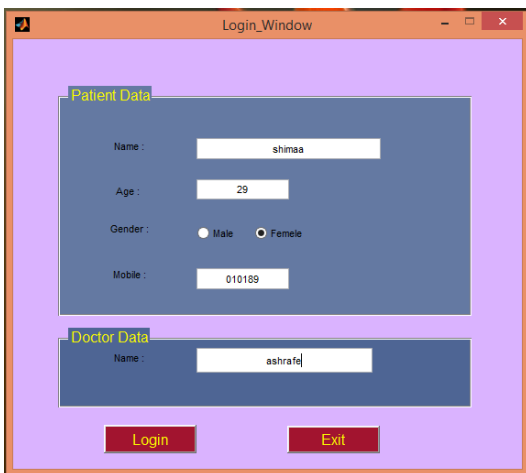 Login_Window
Patient Data
Name : shimaa
Age : 29
Gender : Male Femele
Mobile : 010189
Doctor Data
Name : ashrafe
Login Exit